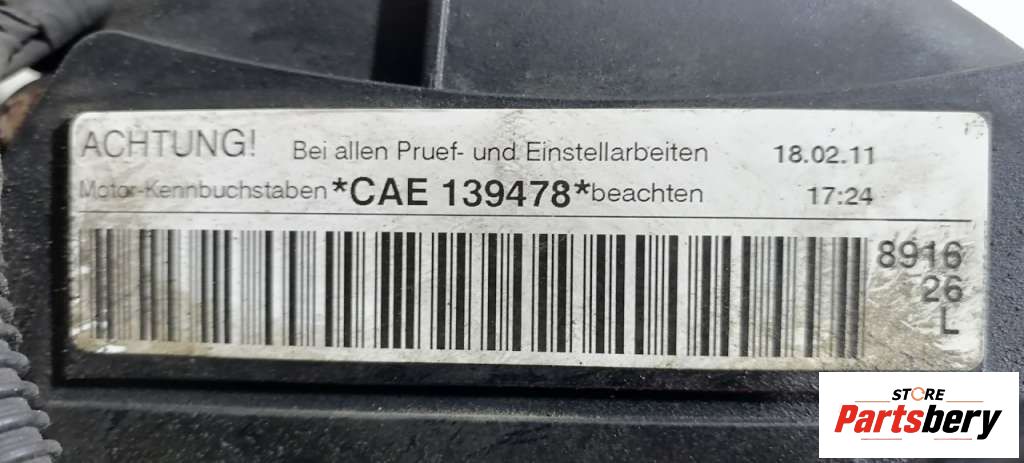 ACHTUNG! Bei allen Pruef- und Einstellarbeiten 18.02.11
Motor-Kennbuchstaben *CAE 139478* beachten 17:24
8916
26
L
STORE
Partsbery